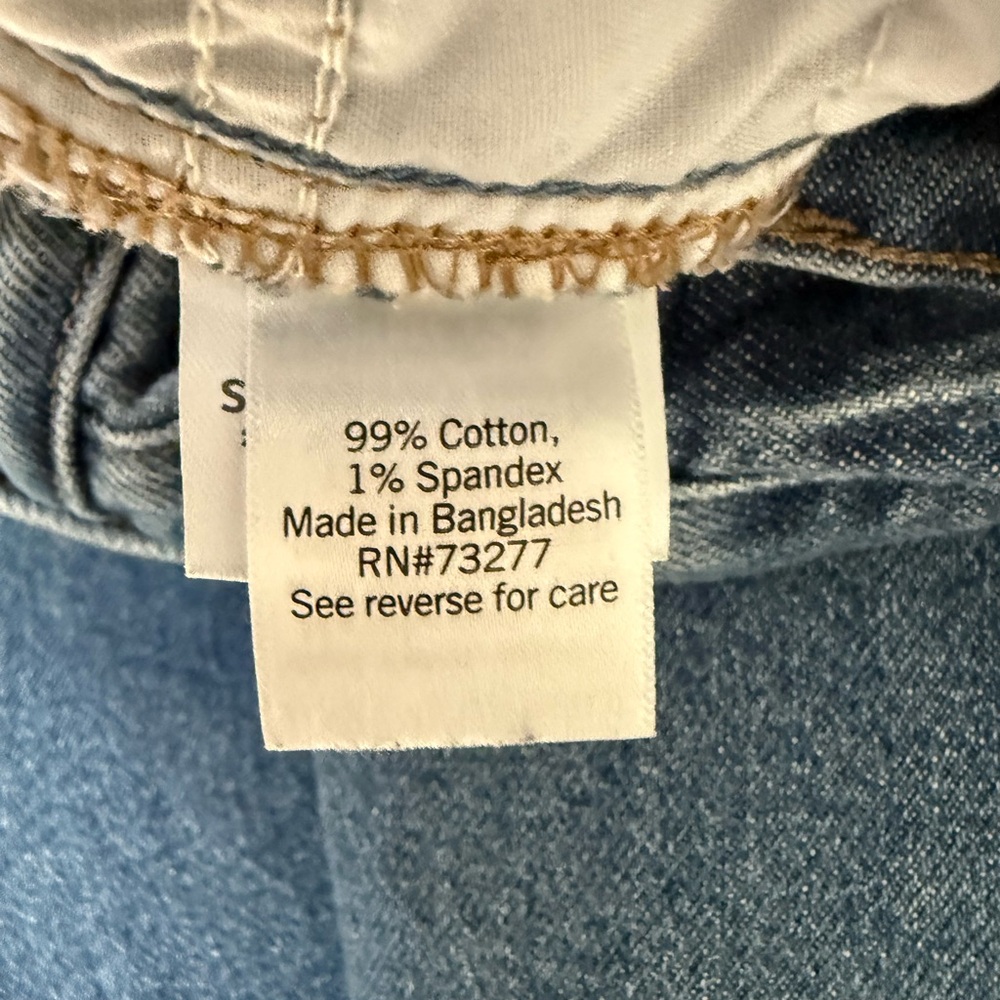 S
99% Cotton,
1% Spandex
Made in Bangladesh
RN#73277
See reverse for care